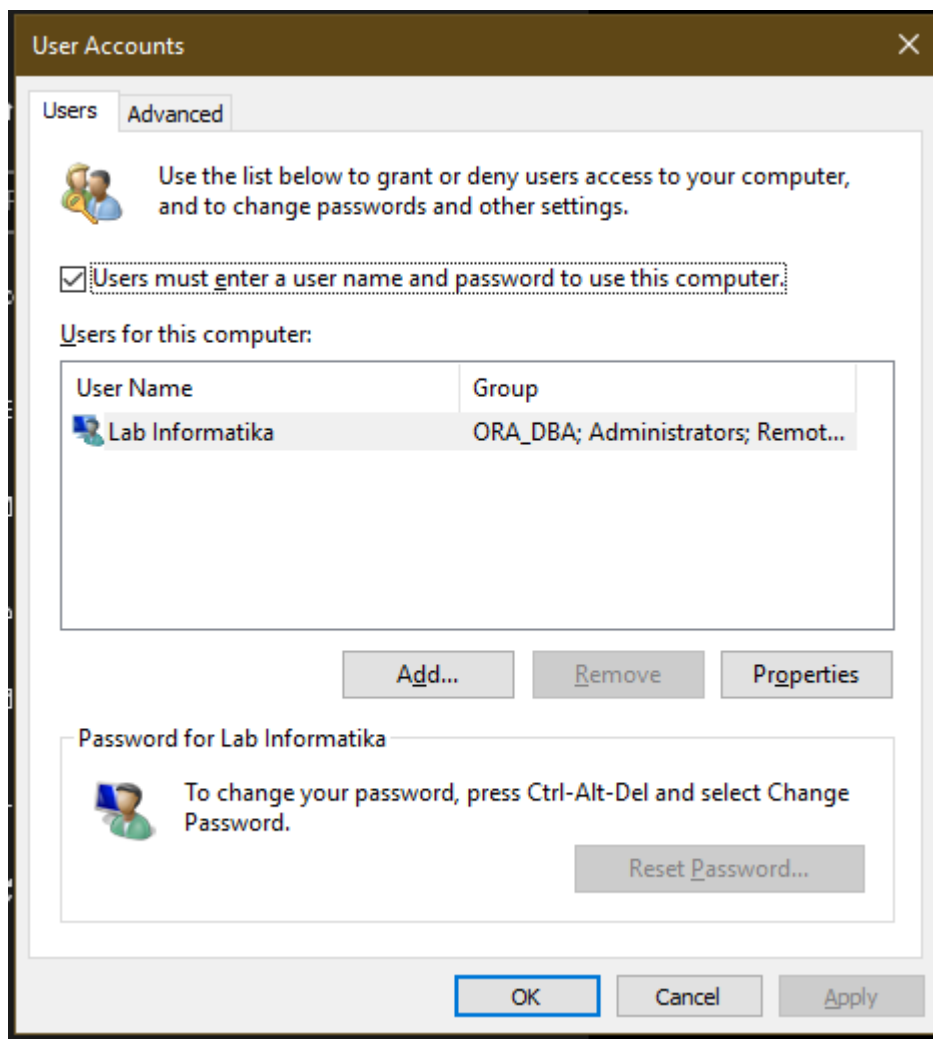 User Accounts
Users
Advanced
Use the list below to grant or deny users access to your computer,
and to change passwords and other settings.
Users must enter a user name and password to use this computer.
Users for this computer:
User Name
Group
Lab Informatika
ORA_DBA; Administrators; Remot...
Add...
Remove
Properties
Password for Lab Informatika
To change your password, press Ctrl-Alt-Del and select Change
Password.
Reset Password...
OK
Cancel
Apply